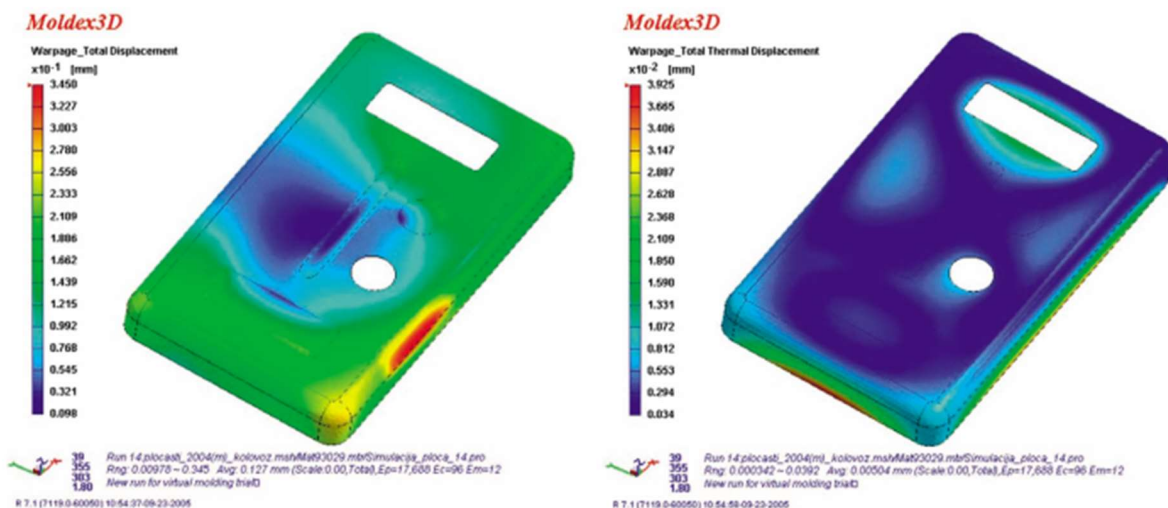 Moldex3D
Warpage_Total Displacement
x10-1 [mm]
3.450
3.227
3.003
2.780
2.556
2.333
2.109
1.886
1.662
1.439
1.215
0.992
0.768
0.545
0.321
0.098
39
355
303
1.80
Run 14:plocasti_2004(m)_kolovoz.msh/Mat93029.mtr/Simulacija_ploca_14.pro
Rng: 0.00978 ~ 0.345 Avg: 0.127 mm (Scale:0.00,Total),Ep=17,688 Ec=96 Em=12
New run for virtual molding trial
R 7.1 (7119.0-60050) 10:54:37-09-23-2005
Moldex3D
Warpage_Total Thermal Displacement
x10-2 [mm]
3.925
3.665
3.406
3.147
2.887
2.628
2.368
2.109
1.850
1.590
1.331
1.072
0.812
0.553
0.294
0.034
39
355
303
1.80
Run 14:plocasti_2004(m)_kolovoz.msh/Mat93029.mtr/Simulacija_ploca_14.pro
Rng: 0.000342 ~ 0.0392 Avg: 0.00504 mm (Scale:0.00,Total),Ep=17,688 Ec=96 Em=12
New run for virtual molding trial
R 7.1 (7119.0-60050) 10:54:58-09-23-2005